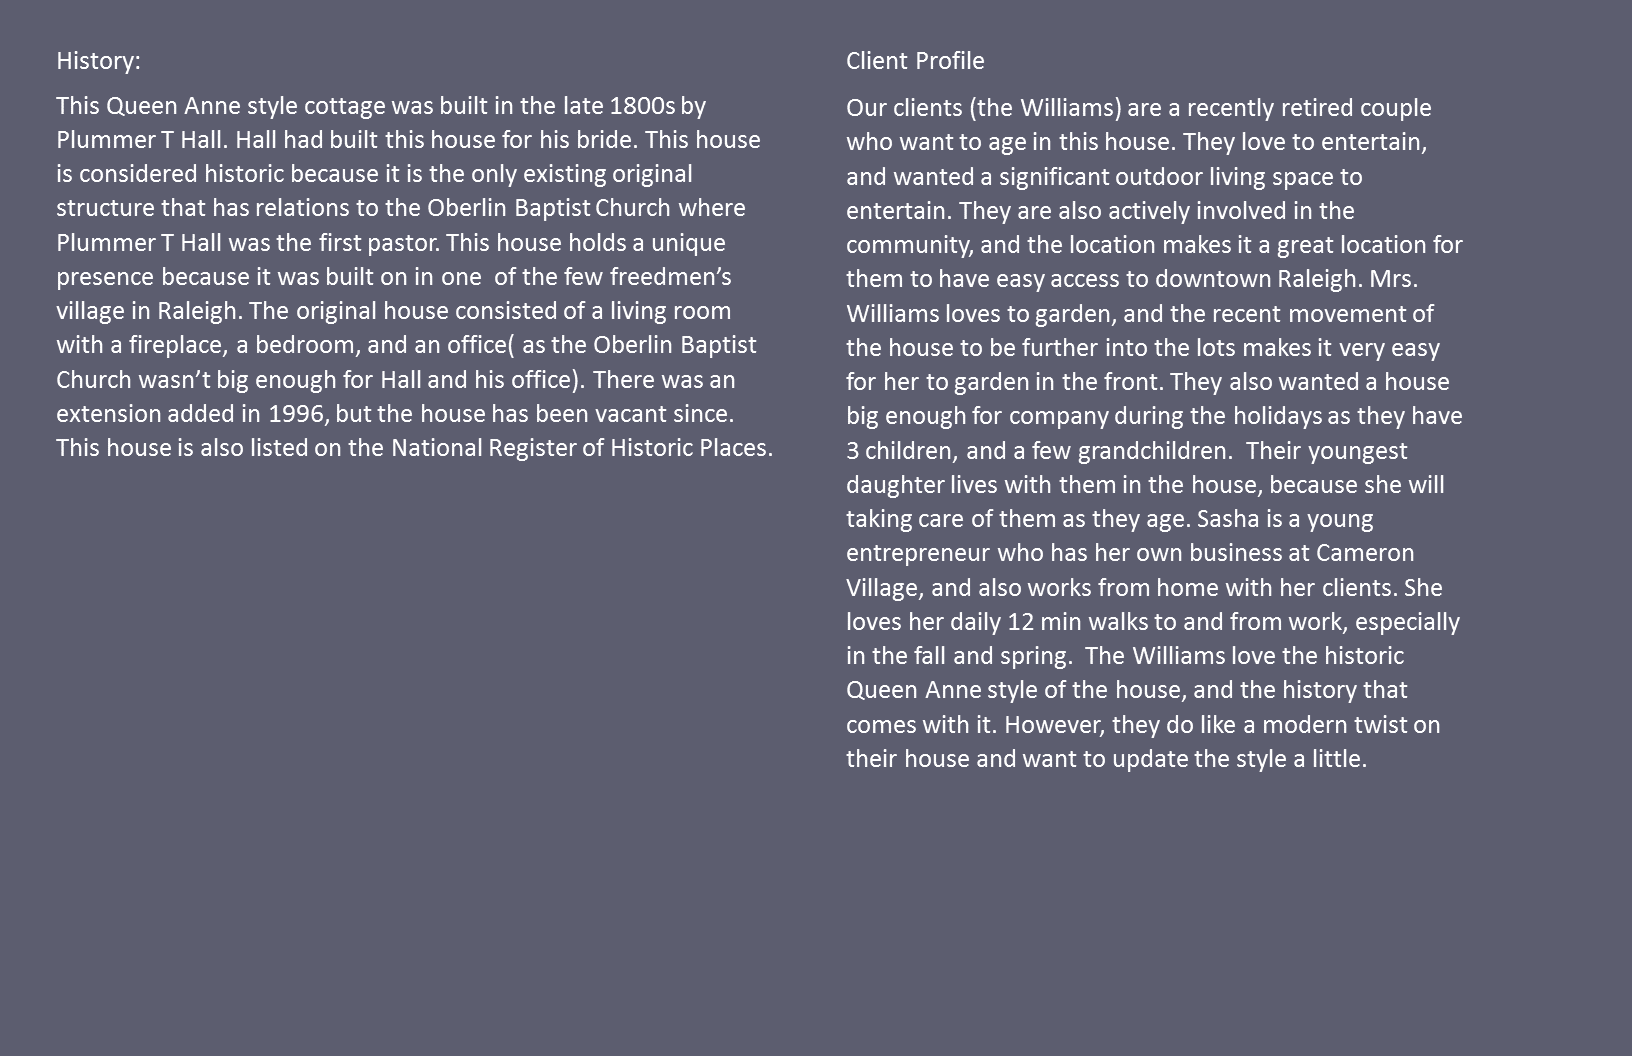 History:
This Queen Anne style cottage was built in the late 1800s by
Plummer T Hall. Hall had built this house for his bride. This house
is considered historic because it is the only existing original
structure that has relations to the Oberlin Baptist Church where
Plummer T Hall was the first pastor. This house holds a unique
presence because it was built on in one  of the few freedmen’s
village in Raleigh. The original house consisted of a living room
with a fireplace, a bedroom, and an office( as the Oberlin Baptist
Church wasn’t big enough for Hall and his office). There was an
extension added in 1996, but the house has been vacant since.
This house is also listed on the National Register of Historic Places.
Client Profile
Our clients (the Williams) are a recently retired couple
who want to age in this house. They love to entertain,
and wanted a significant outdoor living space to
entertain. They are also actively involved in the
community, and the location makes it a great location for
them to have easy access to downtown Raleigh. Mrs.
Williams loves to garden, and the recent movement of
the house to be further into the lots makes it very easy
for her to garden in the front. They also wanted a house
big enough for company during the holidays as they have
3 children, and a few grandchildren.  Their youngest
daughter lives with them in the house, because she will
taking care of them as they age. Sasha is a young
entrepreneur who has her own business at Cameron
Village, and also works from home with her clients. She
loves her daily 12 min walks to and from work, especially
in the fall and spring.  The Williams love the historic
Queen Anne style of the house, and the history that
comes with it. However, they do like a modern twist on
their house and want to update the style a little.